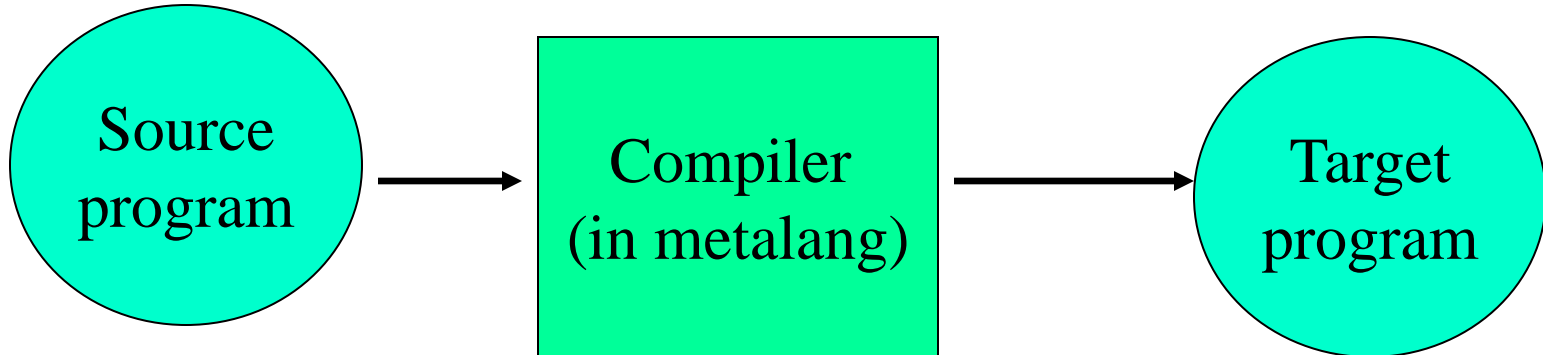 Source
program
Compiler
(in metalang)
Target
program